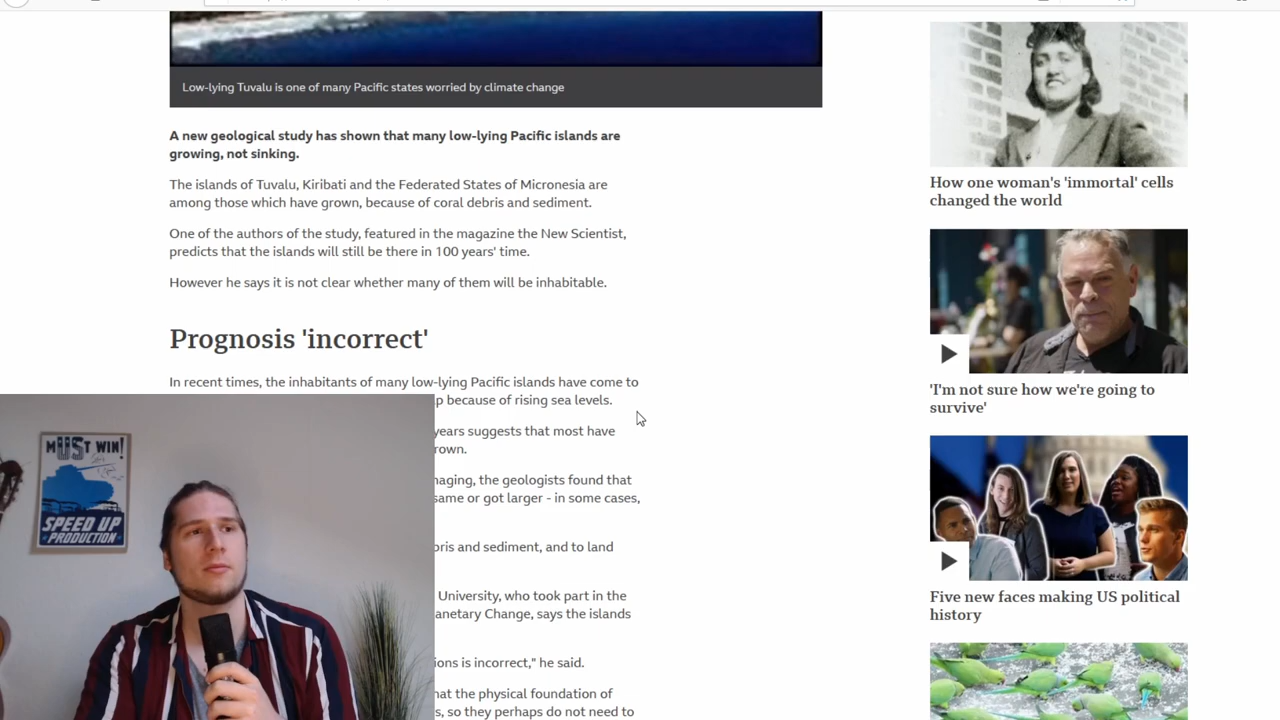 Low-lying Tuvalu is one of many Pacific states worried by climate change
A new geological study has shown that many low-lying Pacific islands are
growing, not sinking.
The islands of Tuvalu, Kiribati and the Federated States of Micronesia are
among those which have grown, because of coral debris and sediment.
One of the authors of the study, featured in the magazine the New Scientist,
predicts that the islands will still be there in 100 years' time.
However he says it is not clear whether many of them will be inhabitable.
Prognosis 'incorrect'
In recent times, the inhabitants of many low-lying Pacific islands have come to
because of rising sea levels.
years suggests that most have
the geologists found that
same or got larger - in some cases,
and sediment, and to land
University, who took part in the
Change, says the islands
is incorrect," he said.
the physical foundation of
so they perhaps do not need to
How one woman's 'immortal' cells
changed the world
'I'm not sure how we're going to
survive'
Five new faces making US political
history
MUST WIN!
SPEED UP
PRODUCTION